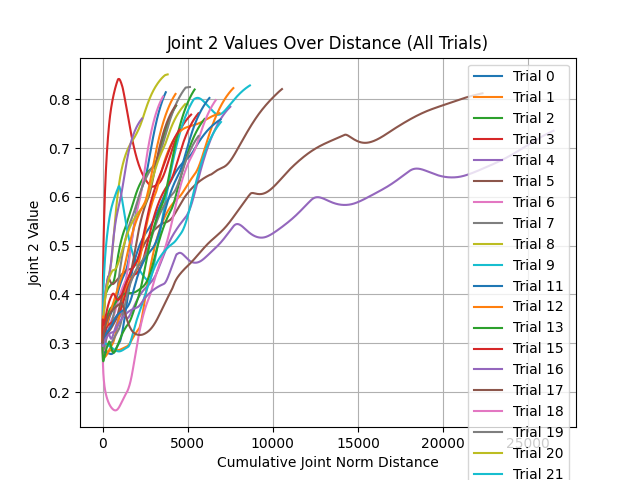 Joint 2 Values Over Distance (All Trials)
Joint 2 Value
0.8
0.7
0.6
0.5
0.4
0.3
0.2
0 5000 10000 15000 20000 25000
Cumulative Joint Norm Distance
Trial 0
Trial 1
Trial 2
Trial 3
Trial 4
Trial 5
Trial 6
Trial 7
Trial 8
Trial 9
Trial 11
Trial 12
Trial 13
Trial 15
Trial 16
Trial 17
Trial 18
Trial 19
Trial 20
Trial 21